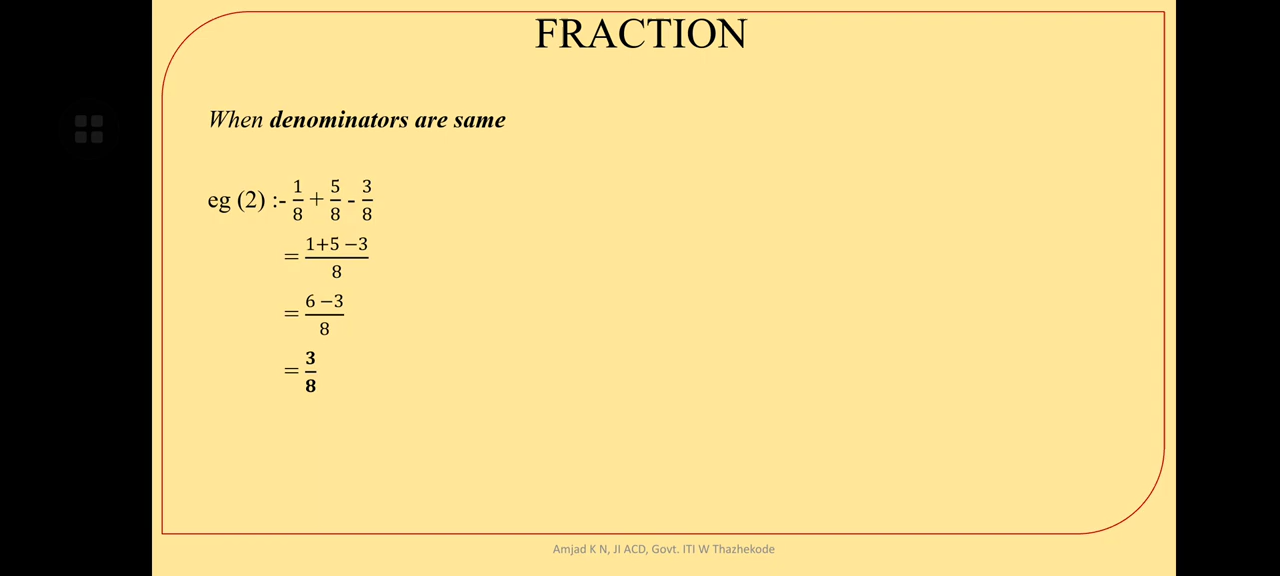 FRACTION
When denominators are same
eg (2) :- 1/8 + 5/8 - 3/8
= 1+5 −3/8
= 6 −3/8
= 3/8
Amjad K N, JI ACD, Govt. ITI W Thazhekode